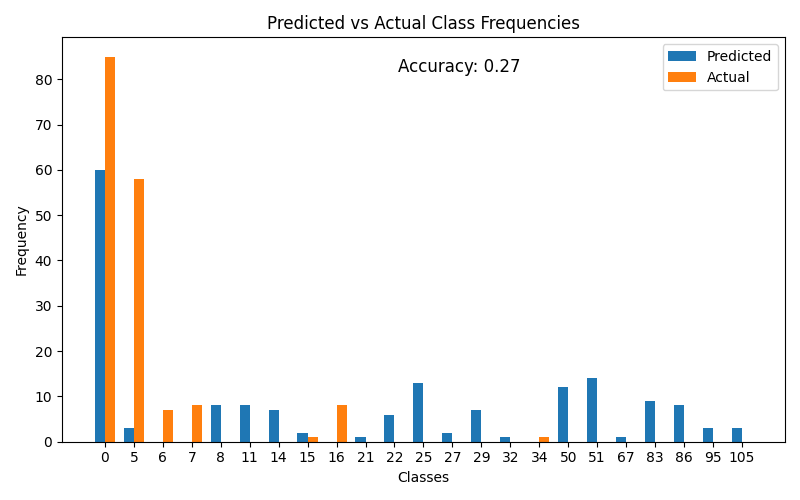 Predicted vs Actual Class Frequencies
Accuracy: 0.27
Predicted
Actual
Frequency
80
70
60
50
40
30
20
10
0
0 5 6 7 8 11 14 15 16 21 22 25 27 29 32 34 50 51 67 83 86 95 105
Classes